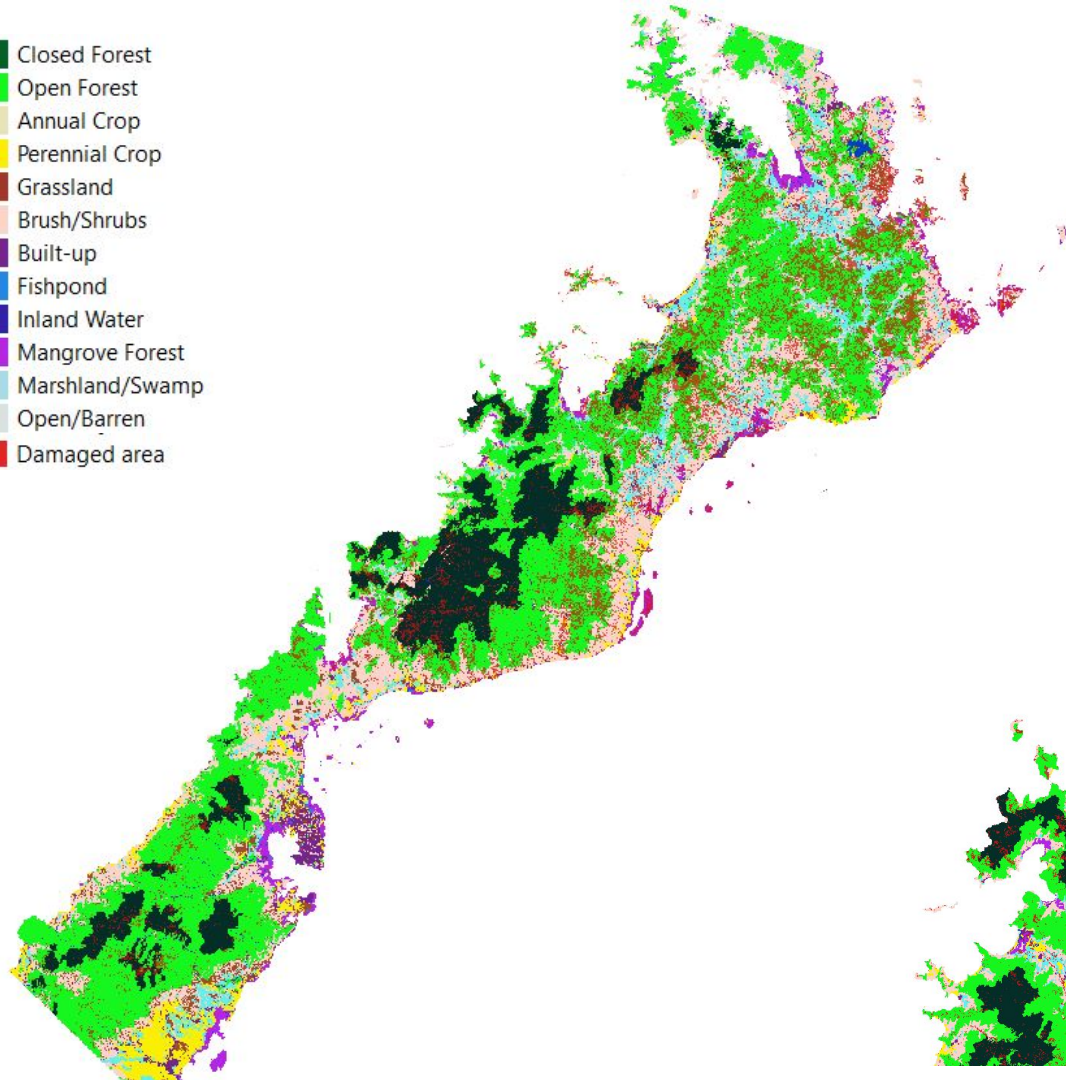 Closed Forest
Open Forest
Annual Crop
Perennial Crop
Grassland
Brush/Shrubs
Built-up
Fishpond
Inland Water
Mangrove Forest
Marshland/Swamp
Open/Barren
Damaged area